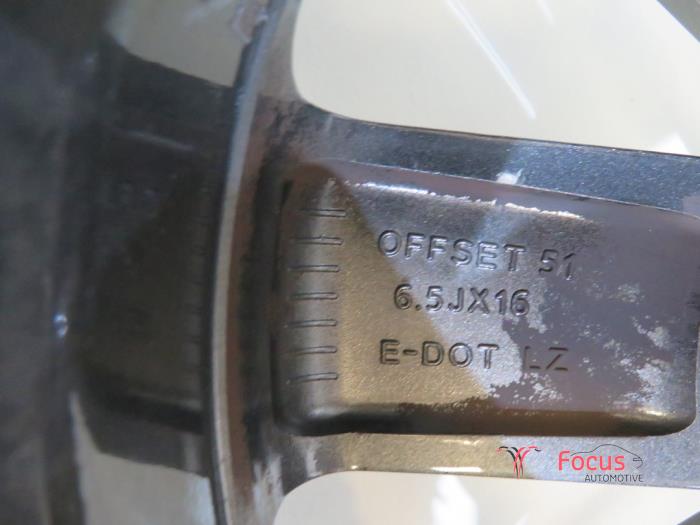 OFFSET 51
6.5JX16
E-DOT LZ
Focus
AUTOMOTIVE